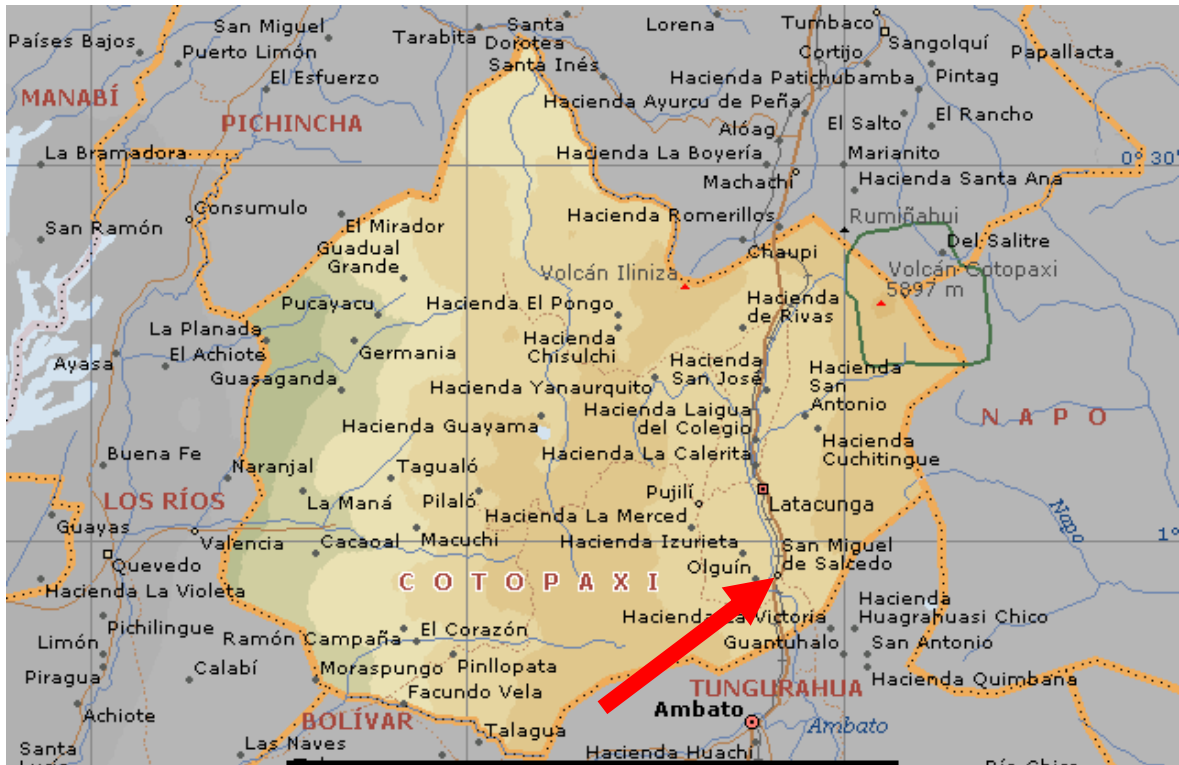 Países Bajos
San Miguel
Puerto Limón
El Esfuerzo
Tarabita
Santa
Dorotea
Santa Inés
Lorena
Tumbaco
Cortijo
Sangolquí
Papallacta
Hacienda Patichubamba
Pintag
MANABÍ
PICHINCHA
Hacienda Ayurcu de Peña
Alóag
El Salto
El Rancho
La Bramadora
Hacienda La Boyería
Marianito
0° 30'
Machachi
Hacienda Santa Ana
San Ramón
Consumulo
El Mirador
Hacienda Romerillos
Rumiñahui
Guadual
Grande
Chaupi
Del Salitre
Volcán Iliniza
Volcán Cotopaxi
5897 m
Pucayacu
Hacienda El Pongo
Hacienda
de Rivas
La Planada
El Achiote
Germania
Hacienda
Chisulchi
Ayasa
Guasaganda
Hacienda Yanaurquito
Hacienda
San José
Hacienda
San
Antonio
NAPO
Hacienda Guayama
Hacienda Laigua
del Colegio
Hacienda
Cuchitingue
Buena Fe
Naranjal
Tagualó
Hacienda La Calerita
LOS RÍOS
La Maná
Pilaló
Pujilí
Latacunga
Napo
Guayas
Valencia
Cacaoal
Macuchi
Hacienda La Merced
Hacienda Izurieta
San Miguel
de Salcedo
1°
Quevedo
COTOPAXI
Olguín
Hacienda La Violeta
Hacienda
Huagrahuasi Chico
Pichilingue
Hacienda La Victoria
Limón
Ramón Campaña
El Corazón
Guantuhalo
San Antonio
Piragua
Calabí
Moraspungo
Pinllopata
Hacienda Quimbana
Facundo Vela
TUNGURAHUA
Achiote
BOLÍVAR
Ambato
Ambato
Talagua
Santa
Las Naves
Hacienda Huachi